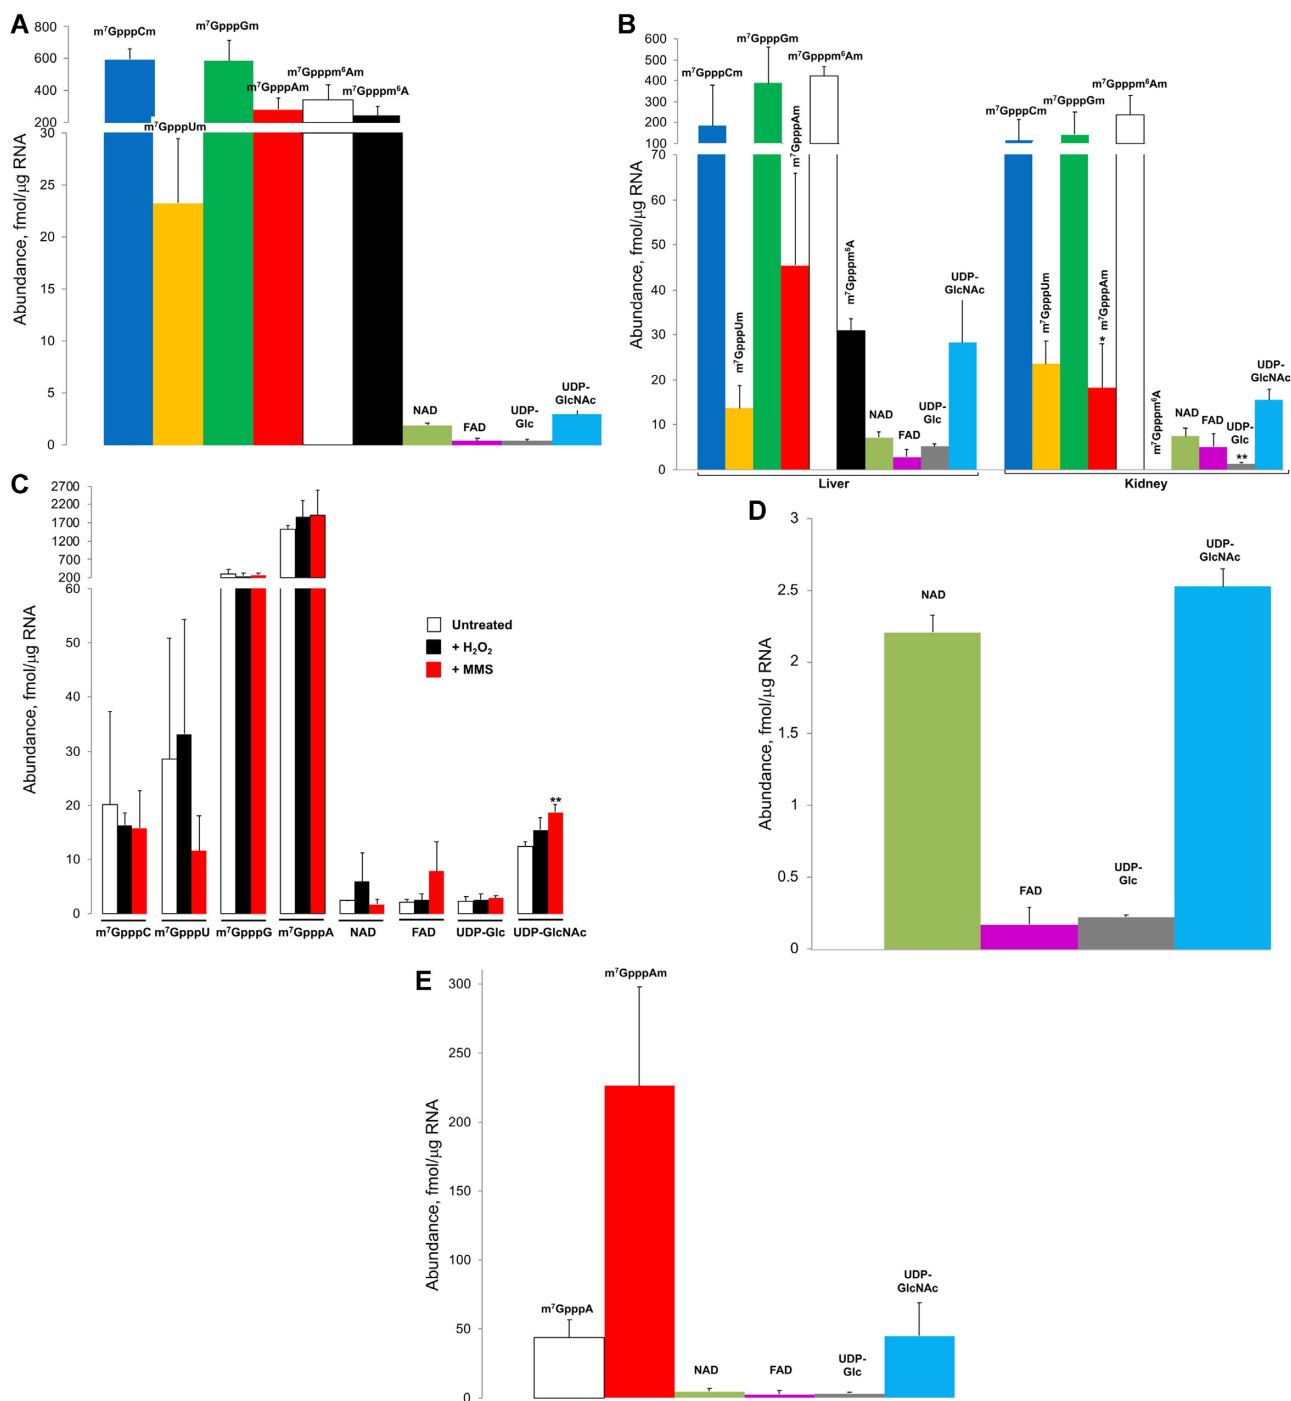 A
Abundance, fmol/μg RNA
800
600
400
200
30
25
20
15
10
5
0
m⁷GpppCm
m⁷GpppUm
m⁷GpppGm
m⁷GpppAm
m⁷Gpppm⁶Am
m⁷Gpppm⁶A
NAD
FAD
UDP-
Glc
UDP-
GlcNAc
B
Abundance, fmol/μg RNA
600
500
400
300
200
100
70
60
50
40
30
20
10
0
m⁷GpppCm
m⁷GpppUm
m⁷GpppGm
m⁷GpppAm
m⁷Gpppm⁶Am
m⁷Gpppm⁶A
NAD
FAD
UDP-
Glc
UDP-
GlcNAc
Liver
m⁷GpppCm
m⁷GpppUm
m⁷GpppGm
* m⁷GpppAm
m⁷Gpppm⁶Am
m⁷Gpppm⁶A
NAD
FAD
UDP-
Glc
**
UDP-
GlcNAc
Kidney
C
Abundance, fmol/μg RNA
2700
2200
1700
1200
700
200
60
50
40
30
20
10
0
Untreated
+ H₂O₂
+ MMS
**
m⁷GpppC
m⁷GpppU
m⁷GpppG
m⁷GpppA
NAD
FAD
UDP-Glc
UDP-GlcNAc
D
Abundance, fmol/μg RNA
3
2.5
2
1.5
1
0.5
0
NAD
FAD
UDP-
Glc
UDP-
GlcNAc
E
Abundance, fmol/μg RNA
300
250
200
150
100
50
0
m⁷GpppA
m⁷GpppAm
NAD
FAD
UDP-
Glc
UDP-
GlcNAc